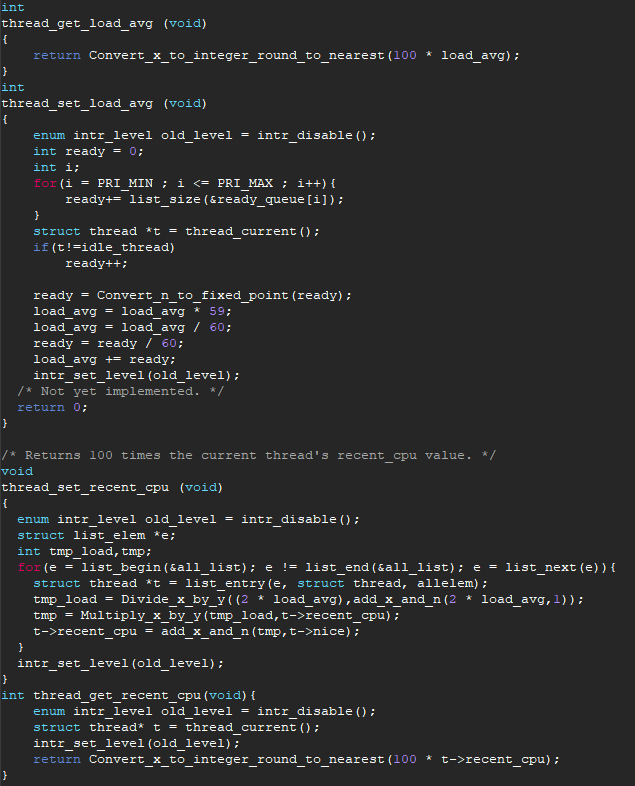 int
thread_get_load_avg (void)
{
    return Convert_x_to_integer_round_to_nearest(100 * load_avg);
}
int
thread_set_load_avg (void)
{
    enum intr_level old_level = intr_disable();
    int ready = 0;
    int i;
    for(i = PRI_MIN ; i <= PRI_MAX ; i++){
        ready+= list_size(&ready_queue[i]);
    }
    struct thread *t = thread_current();
    if(t!=idle_thread)
        ready++;

    ready = Convert_n_to_fixed_point(ready);
    load_avg = load_avg * 59;
    load_avg = load_avg / 60;
    ready = ready / 60;
    load_avg += ready;
    intr_set_level(old_level);
  /* Not yet implemented. */
  return 0;
}

/* Returns 100 times the current thread's recent_cpu value. */
void
thread_set_recent_cpu (void)
{
  enum intr_level old_level = intr_disable();
  struct list_elem *e;
  int tmp_load,tmp;
  for(e = list_begin(&all_list); e != list_end(&all_list); e = list_next(e)){
    struct thread *t = list_entry(e, struct thread, allelem);
    tmp_load = Divide_x_by_y((2 * load_avg),add_x_and_n(2 * load_avg,1));
    tmp = Multiply_x_by_y(tmp_load,t->recent_cpu);
    t->recent_cpu = add_x_and_n(tmp,t->nice);
  }
  intr_set_level(old_level);
}
int thread_get_recent_cpu(void){
    enum intr_level old_level = intr_disable();
    struct thread* t = thread_current();
    intr_set_level(old_level);
    return Convert_x_to_integer_round_to_nearest(100 * t->recent_cpu);
}